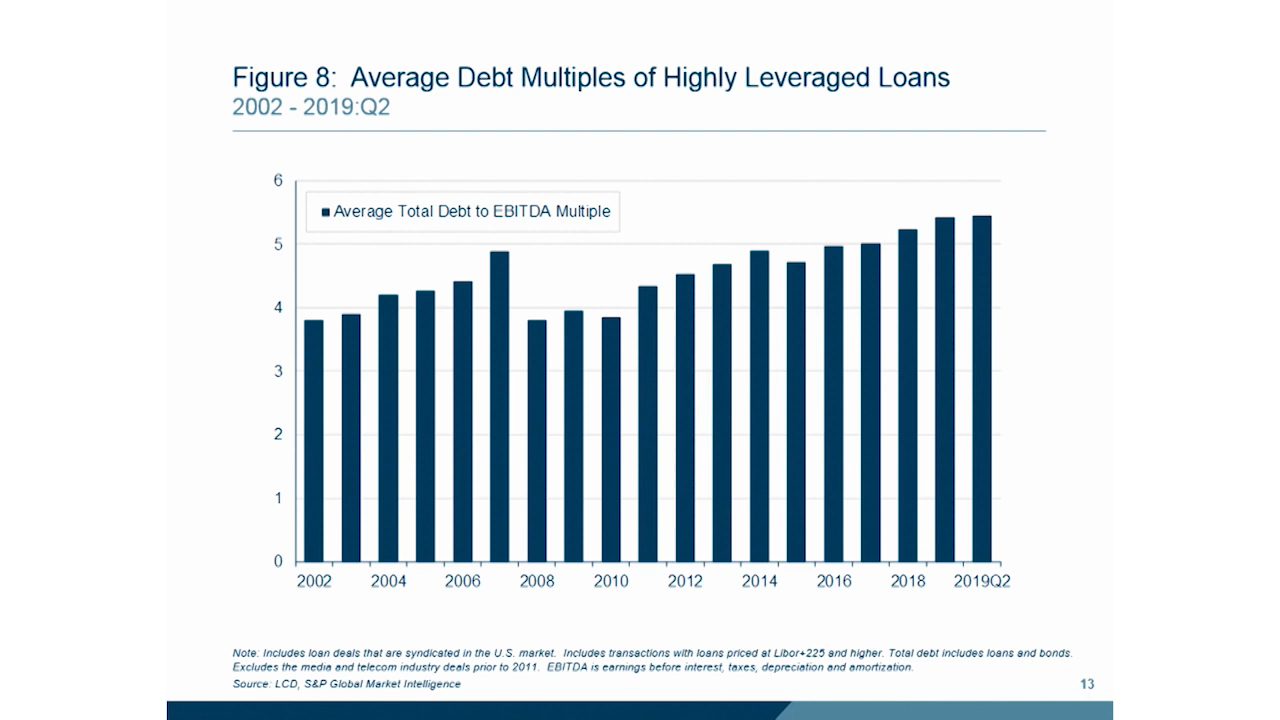 Figure 8:  Average Debt Multiples of Highly Leveraged Loans
2002 - 2019:Q2
6
Average Total Debt to EBITDA Multiple
5
4
3
2
1
0
2002 2004 2006 2008 2010 2012 2014 2016 2018 2019Q2
Note: Includes loan deals that are syndicated in the U.S. market.  Includes transactions with loans priced at Libor+225 and higher. Total debt includes loans and bonds.
Excludes the media and telecom industry deals prior to 2011.  EBITDA is earnings before interest, taxes, depreciation and amortization.
Source: LCD, S&P Global Market Intelligence
13